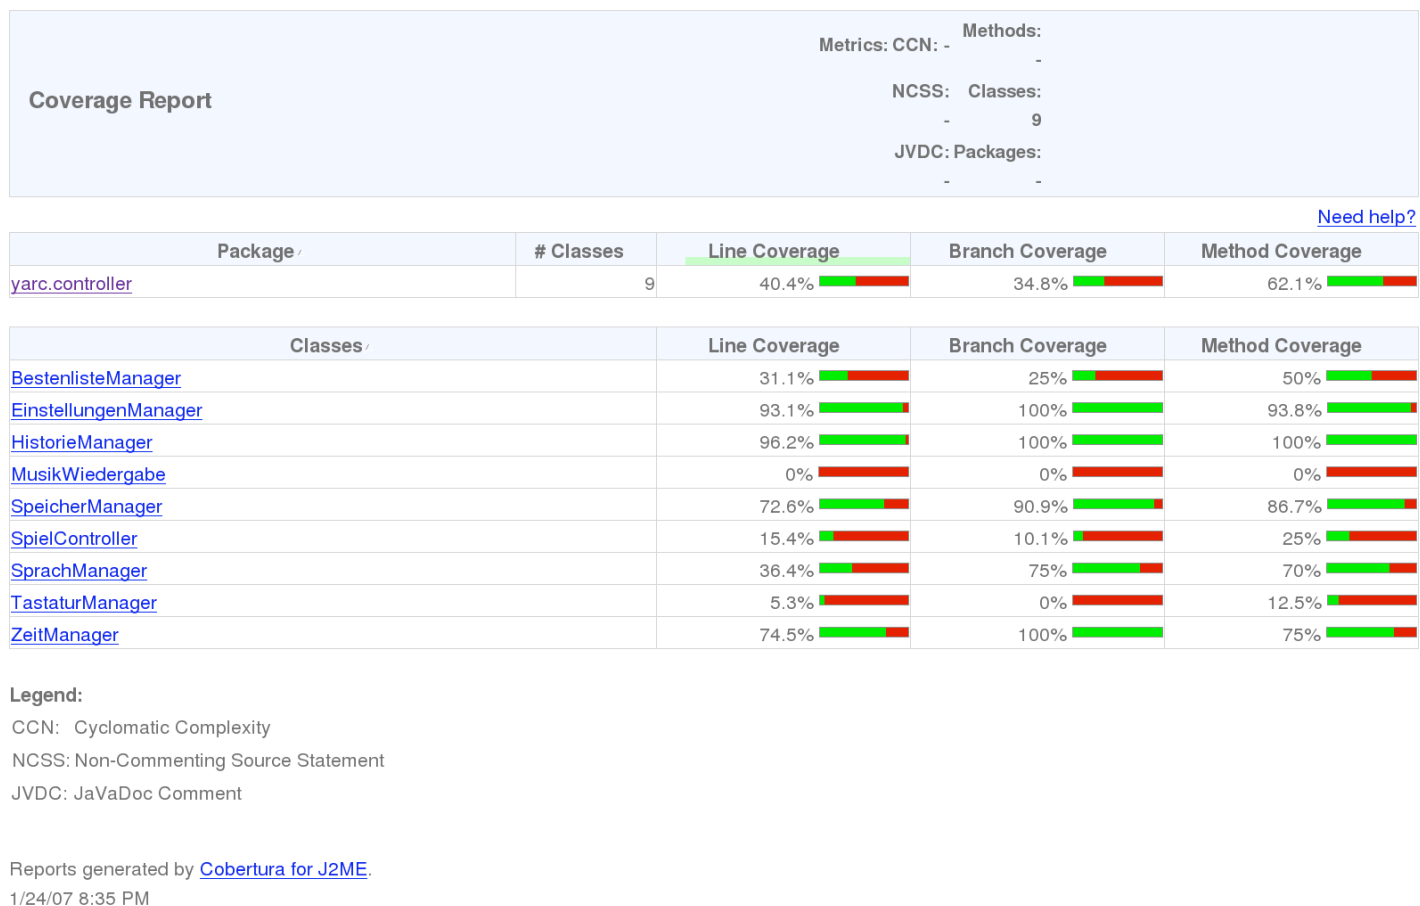 Coverage Report
Metrics: CCN: - Methods: -
NCSS: - Classes: 9
JVDC: - Packages: -
Need help?
Package # Classes Line Coverage Branch Coverage Method Coverage
yarc.controller 9 40.4% 34.8% 62.1%
Classes Line Coverage Branch Coverage Method Coverage
BestenlisteManager 31.1% 25% 50%
EinstellungenManager 93.1% 100% 93.8%
HistorieManager 96.2% 100% 100%
MusikWiedergabe 0% 0% 0%
SpeicherManager 72.6% 90.9% 86.7%
SpielController 15.4% 10.1% 25%
SprachManager 36.4% 75% 70%
TastaturManager 5.3% 0% 12.5%
ZeitManager 74.5% 100% 75%
Legend:
CCN: Cyclomatic Complexity
NCSS: Non-Commenting Source Statement
JVDC: JaVaDoc Comment
Reports generated by Cobertura for J2ME.
1/24/07 8:35 PM